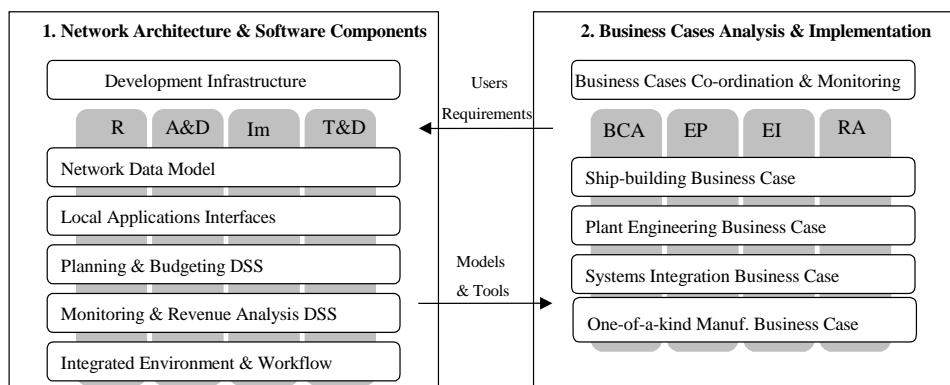 1. Network Architecture & Software Components
Development Infrastructure
R A&D Im T&D
Network Data Model
Local Applications Interfaces
Planning & Budgeting DSS
Monitoring & Revenue Analysis DSS
Integrated Environment & Workflow
Users
Requirements
Models
& Tools
2. Business Cases Analysis & Implementation
Business Cases Co-ordination & Monitoring
BCA EP EI RA
Ship-building Business Case
Plant Engineering Business Case
Systems Integration Business Case
One-of-a-kind Manuf. Business Case